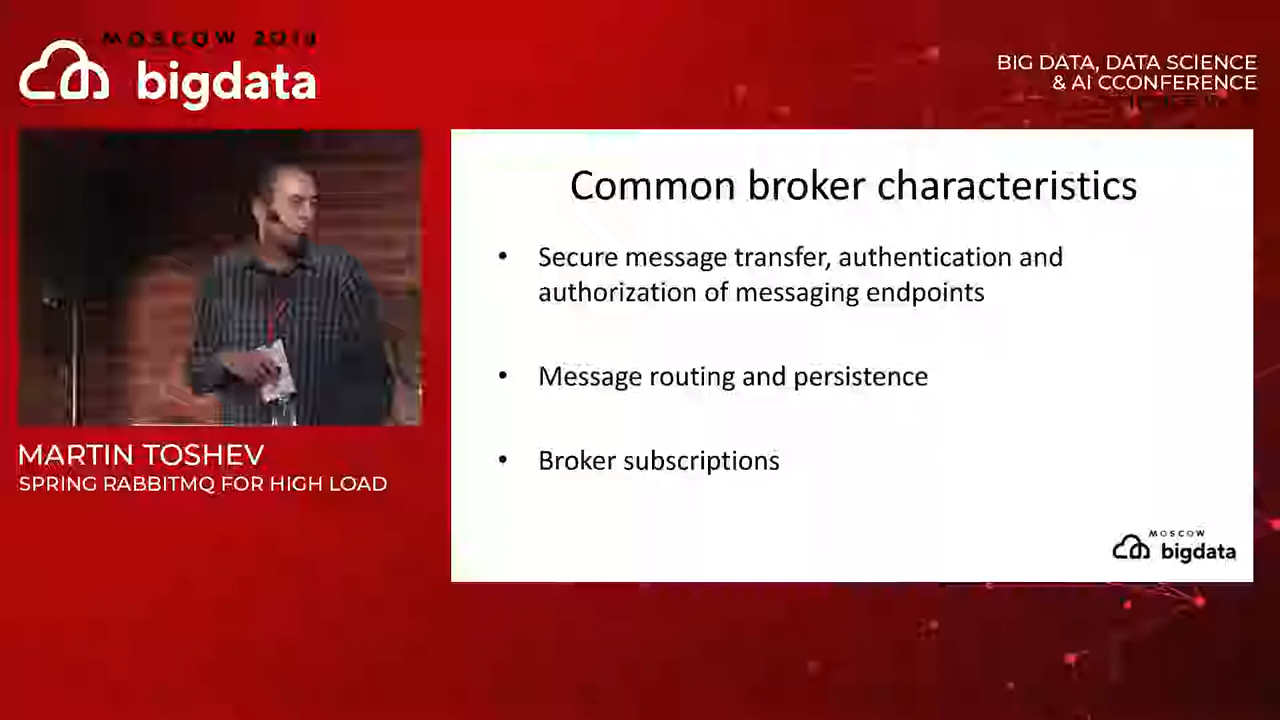 MOSCOW 2018
bigdata
BIG DATA, DATA SCIENCE
& AI CCONFERENCE
Common broker characteristics
• Secure message transfer, authentication and
authorization of messaging endpoints
• Message routing and persistence
• Broker subscriptions
MOSCOW
bigdata
MARTIN TOSHEV
SPRING RABBITMQ FOR HIGH LOAD